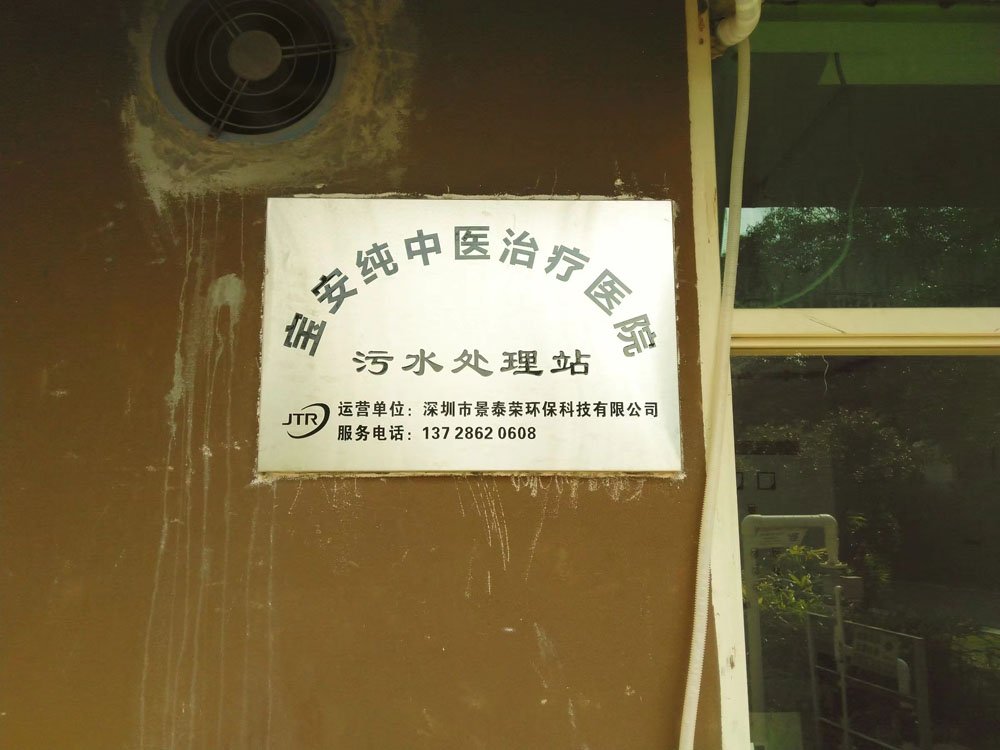 宝安纯中医治疗医院
污水处理站
JTR
运营单位：深圳市景泰荣环保科技有限公司
服务电话：137 2862 0608